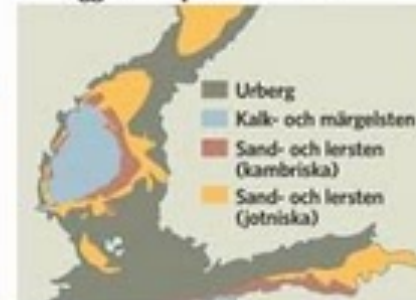 Urberg
Kalk- och märgelsten
Sand- och lersten
(kambriska)
Sand- och lersten
(jotniska)